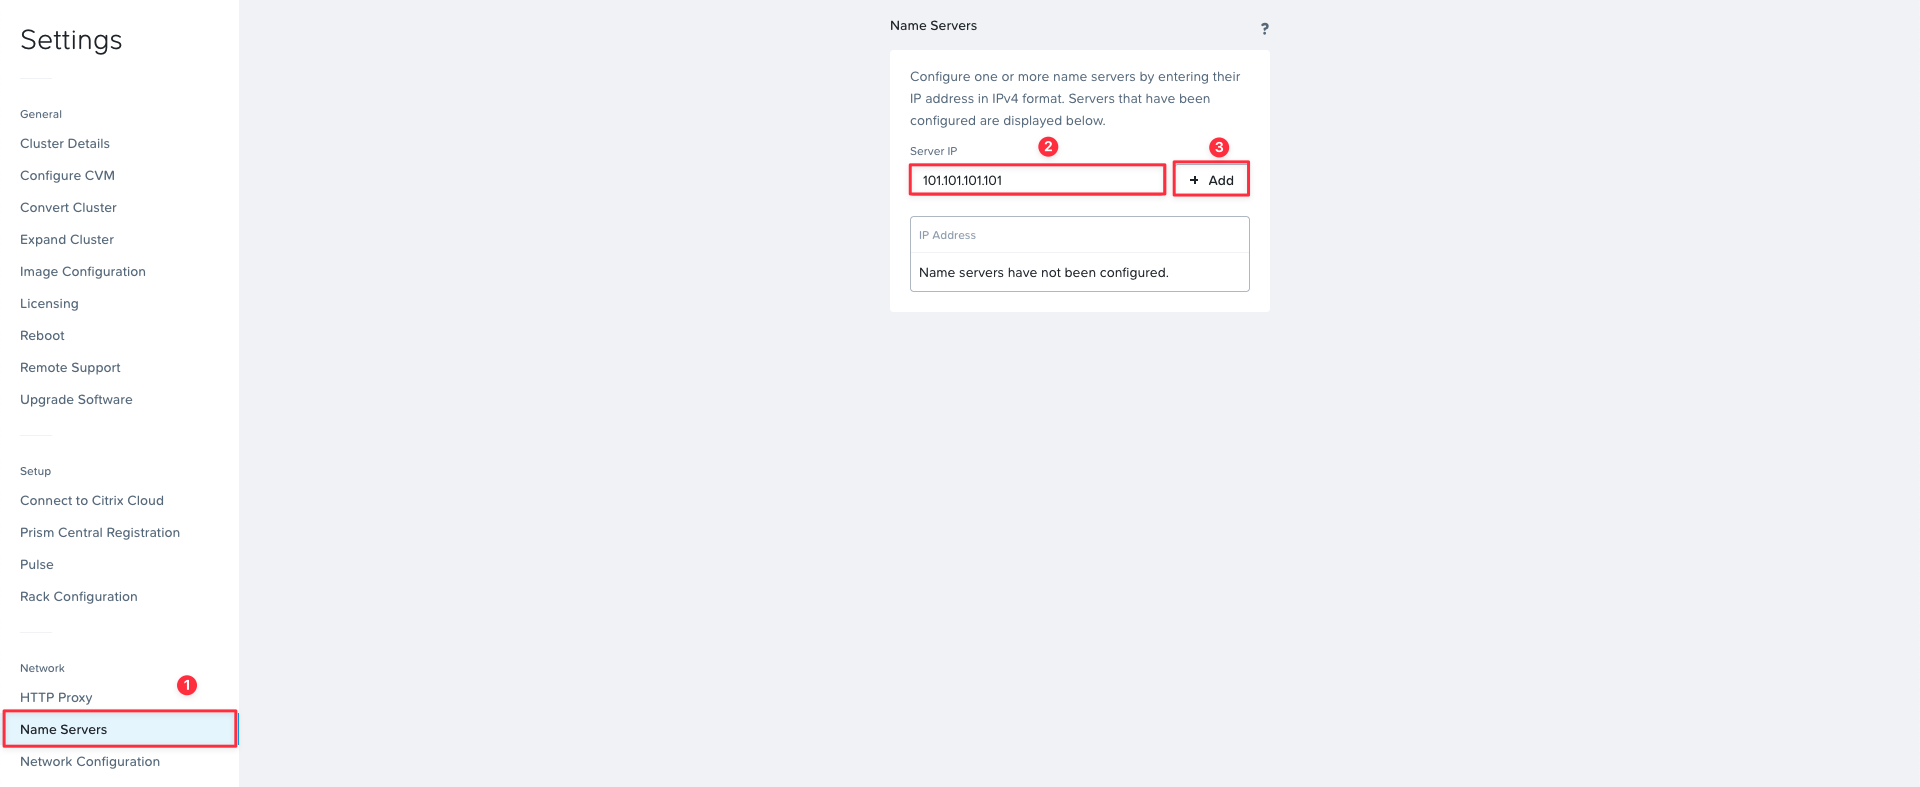 Settings
General
Cluster Details
Configure CVM
Convert Cluster
Expand Cluster
Image Configuration
Licensing
Reboot
Remote Support
Upgrade Software
Setup
Connect to Citrix Cloud
Prism Central Registration
Pulse
Rack Configuration
Network
1
HTTP Proxy
Name Servers
Network Configuration
Name Servers
?
Configure one or more name servers by entering their
IP address in IPv4 format. Servers that have been
configured are displayed below.
Server IP
2
3
101.101.101.101
+ Add
IP Address
Name servers have not been configured.